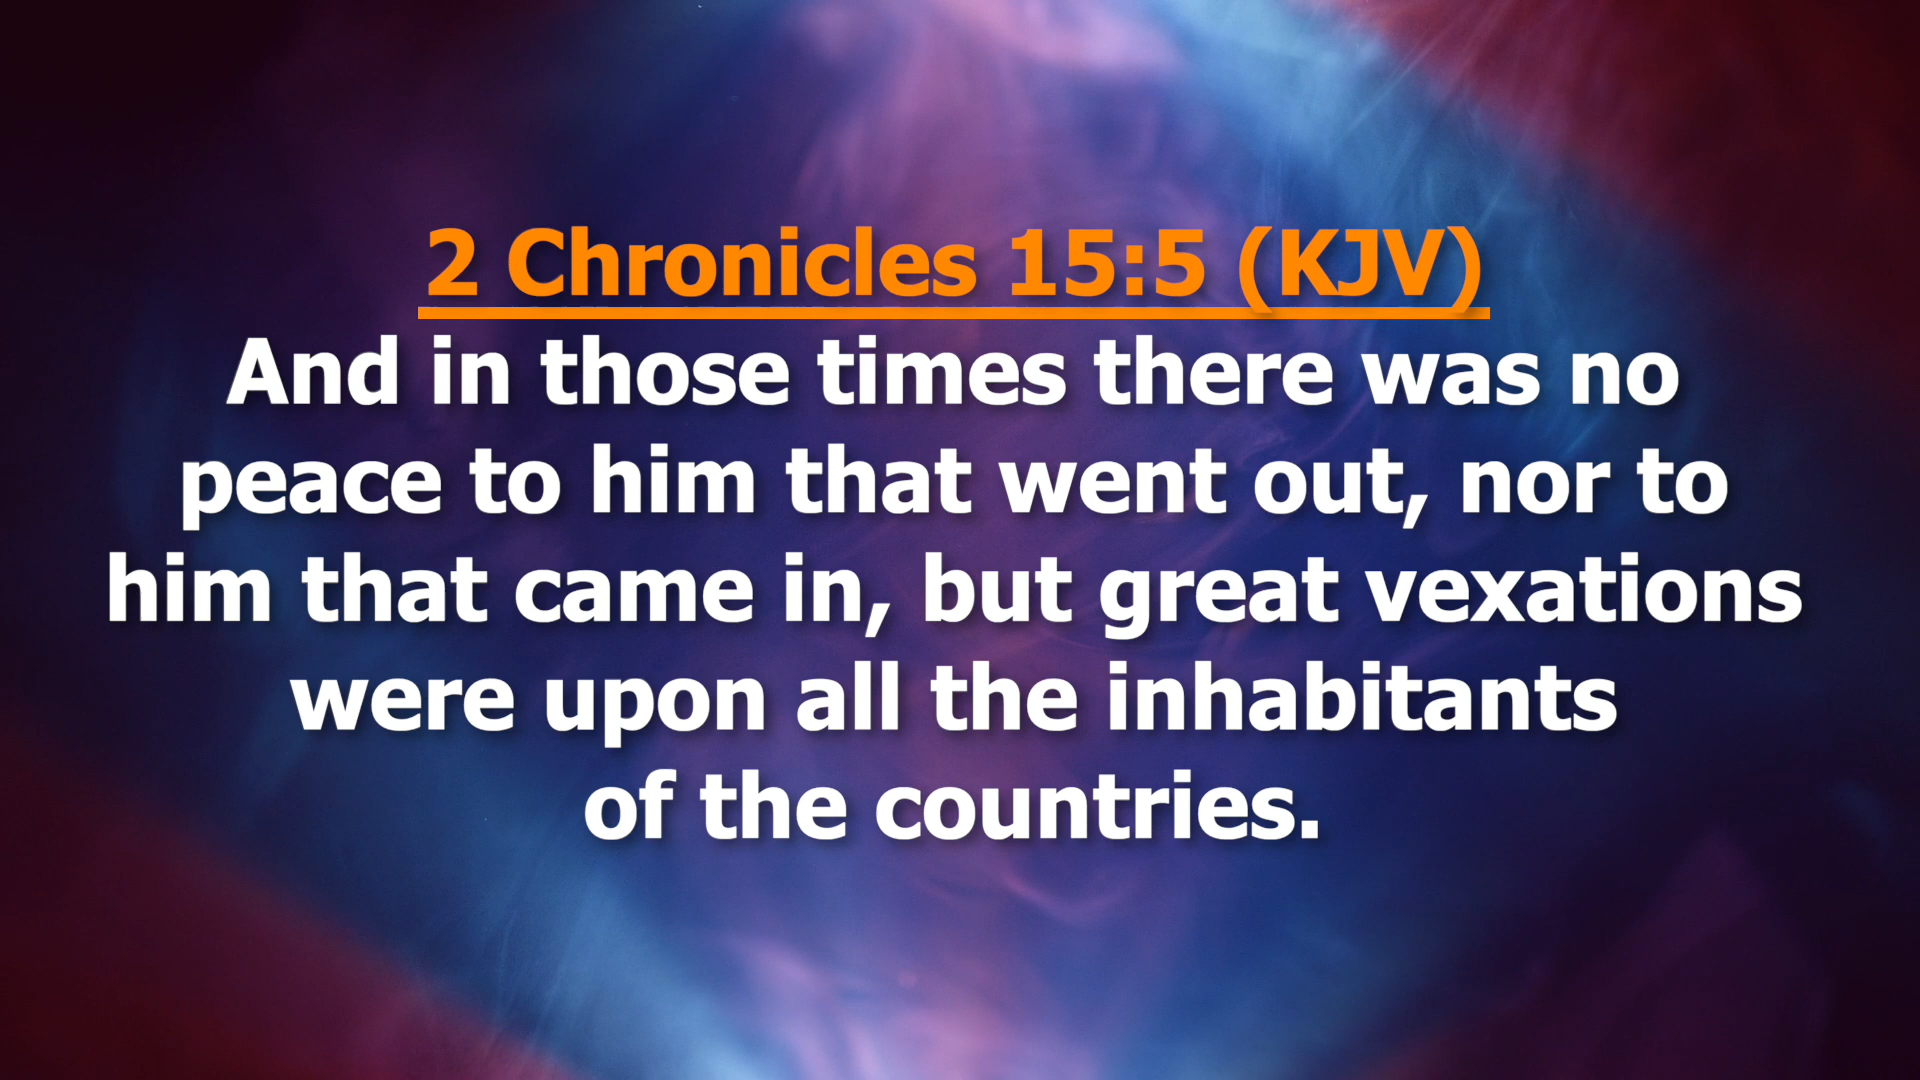 2 Chronicles 15:5 (KJV)
And in those times there was no
peace to him that went out, nor to
him that came in, but great vexations
were upon all the inhabitants
of the countries.